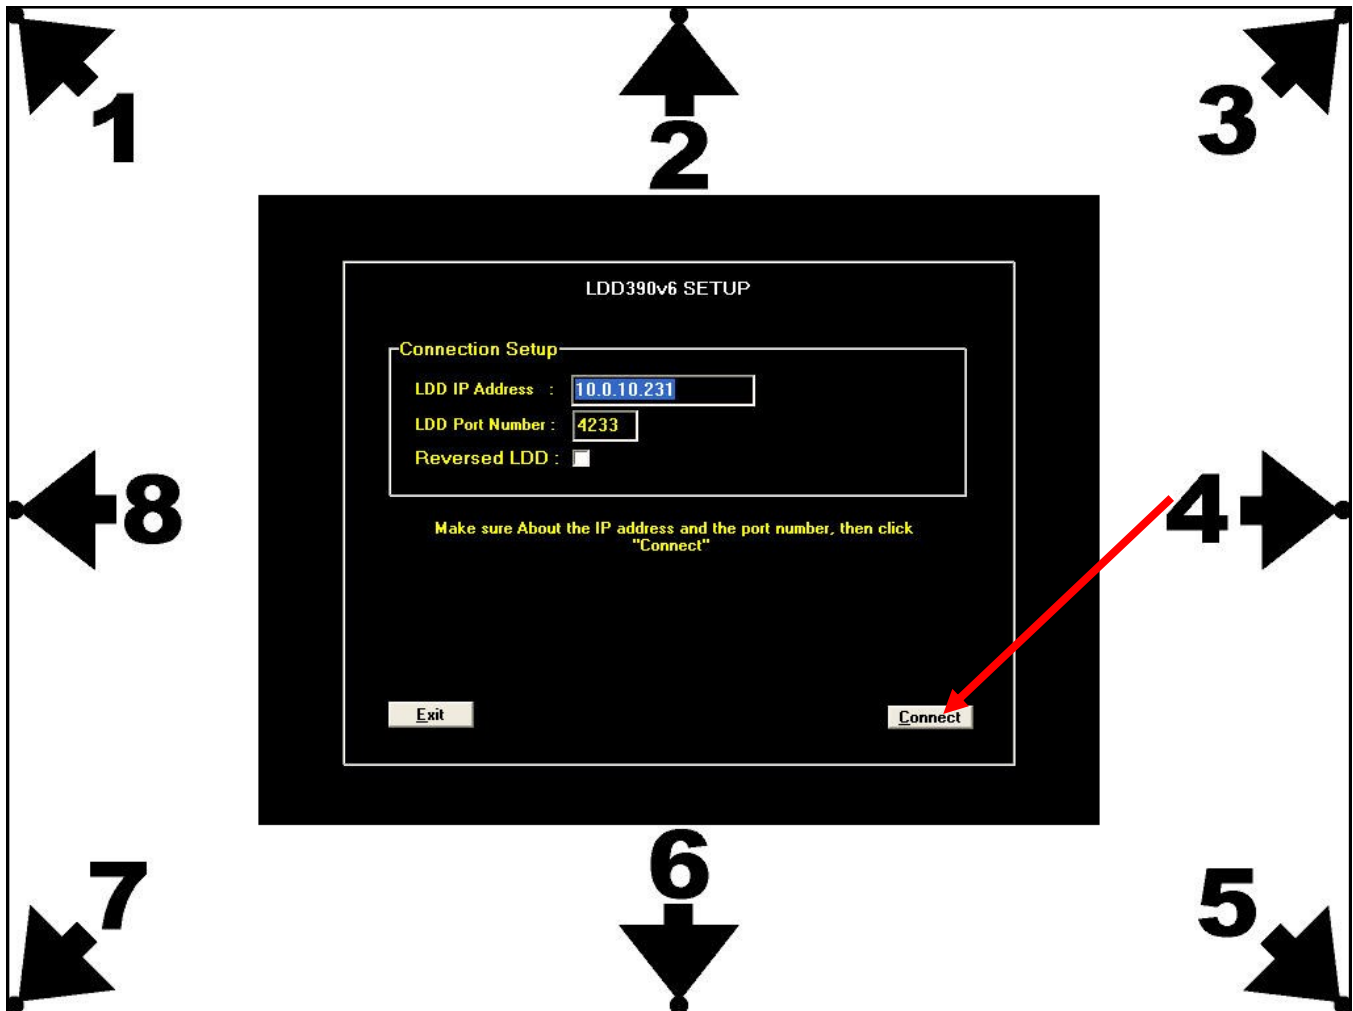 1
2
3
LDD390v6 SETUP
Connection Setup
LDD IP Address :
10.0.10.231
LDD Port Number :
4233
Reversed LDD :
8
4
Make sure About the IP address and the port number, then click
"Connect"
Exit
Connect
7
6
5